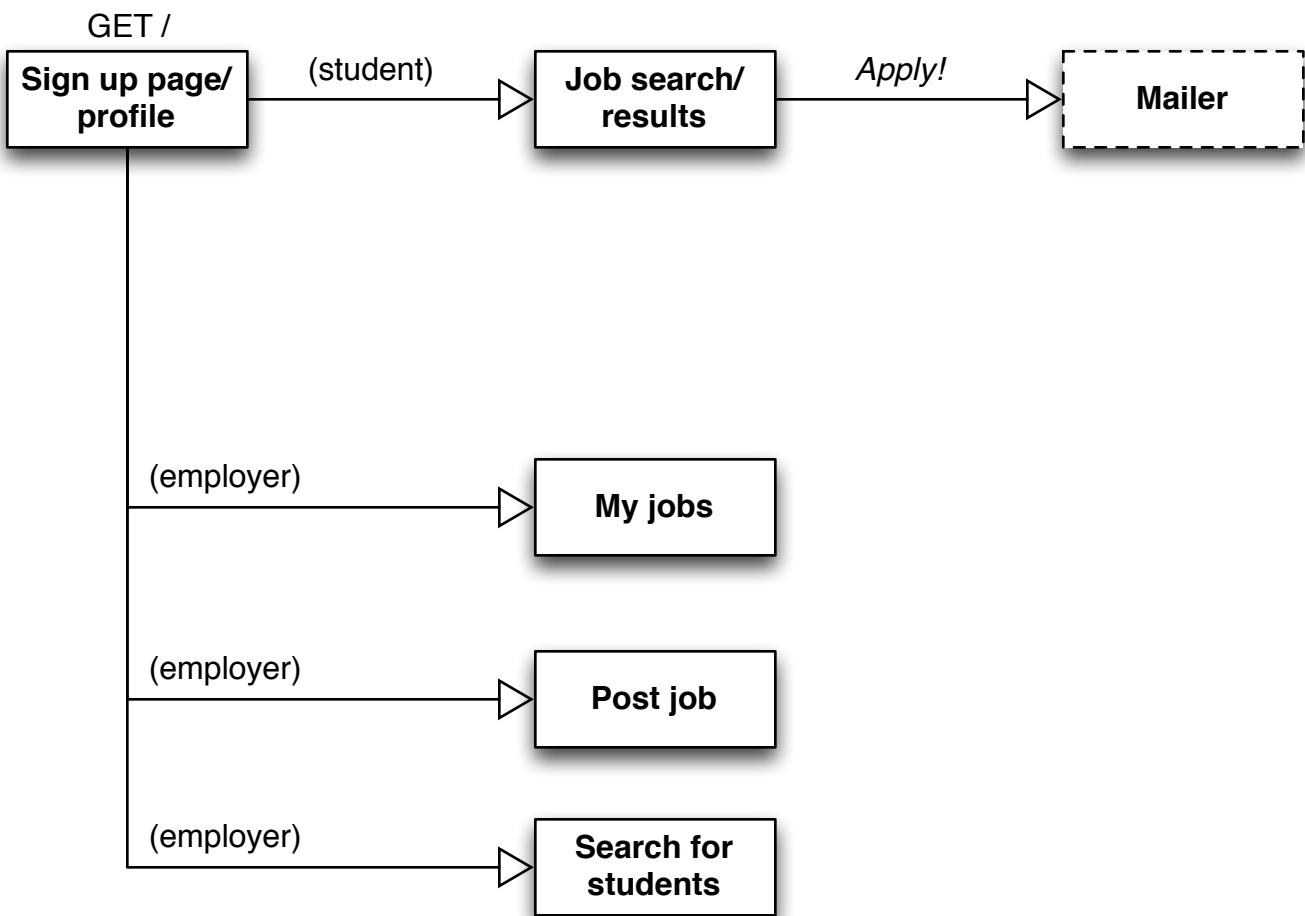 GET /
Sign up page/
profile
(student)
Job search/
results
Apply!
Mailer
(employer)
My jobs
(employer)
Post job
(employer)
Search for
students